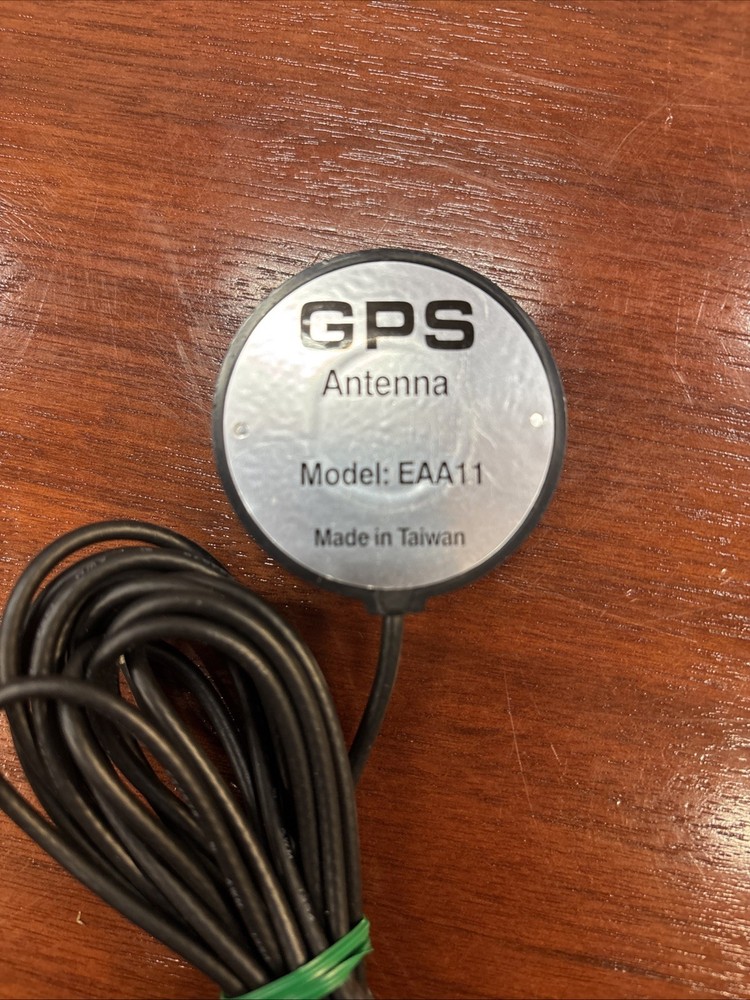 GPS
Antenna
Model: EAA11
Made in Taiwan